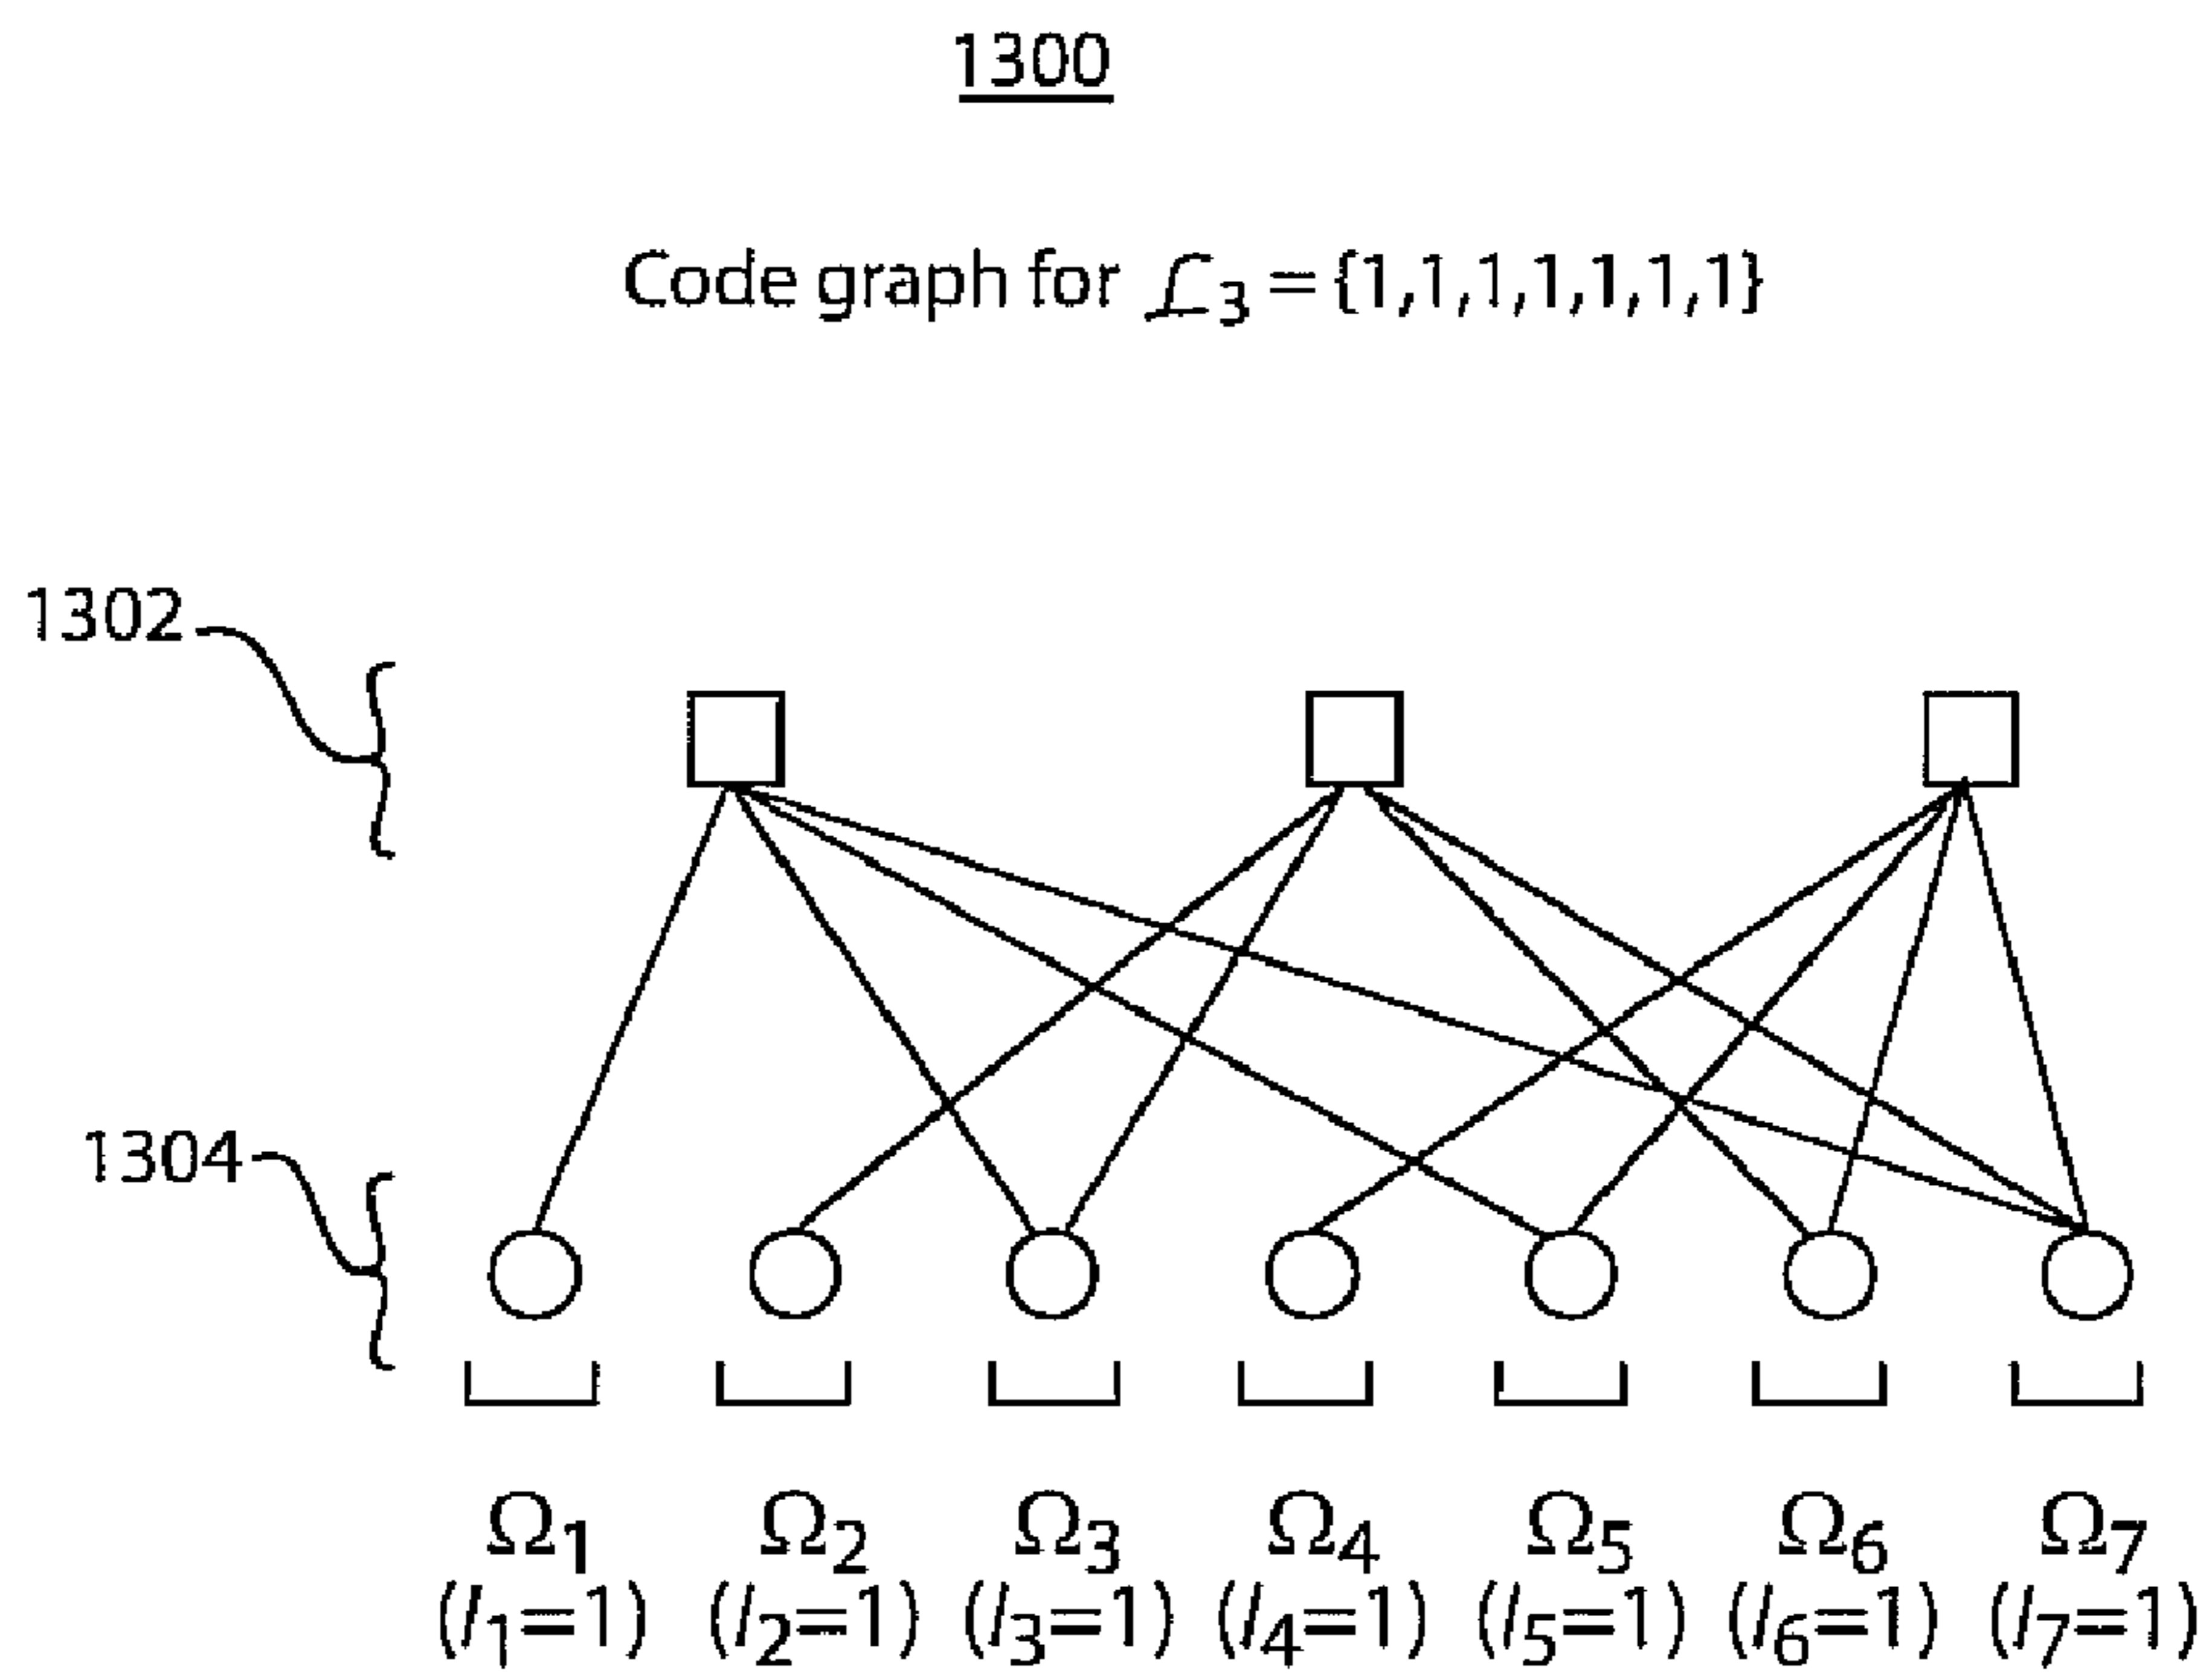 1300
Code graph for ℒ₃ = {1,1,1,1,1,1,1}
1302
1304
Ω₁ Ω₂ Ω₃ Ω₄ Ω₅ Ω₆ Ω₇
(l₁=1) (l₂=1) (l₃=1) (l₄=1) (l₅=1) (l₆=1) (l₇=1)